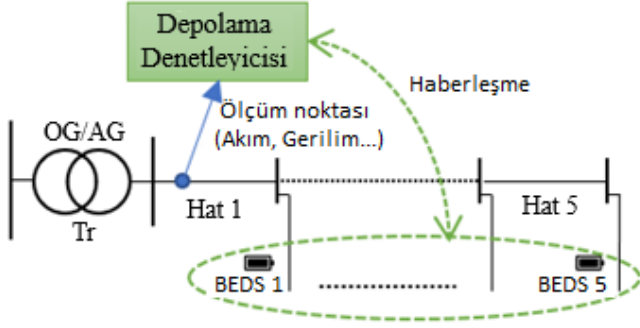 Depolama
Denetleyicisi
Haberleşme
Ölçüm noktası
(Akım, Gerilim...)
OG/AG
Tr
Hat 1
Hat 5
BEDS 1
BEDS 5